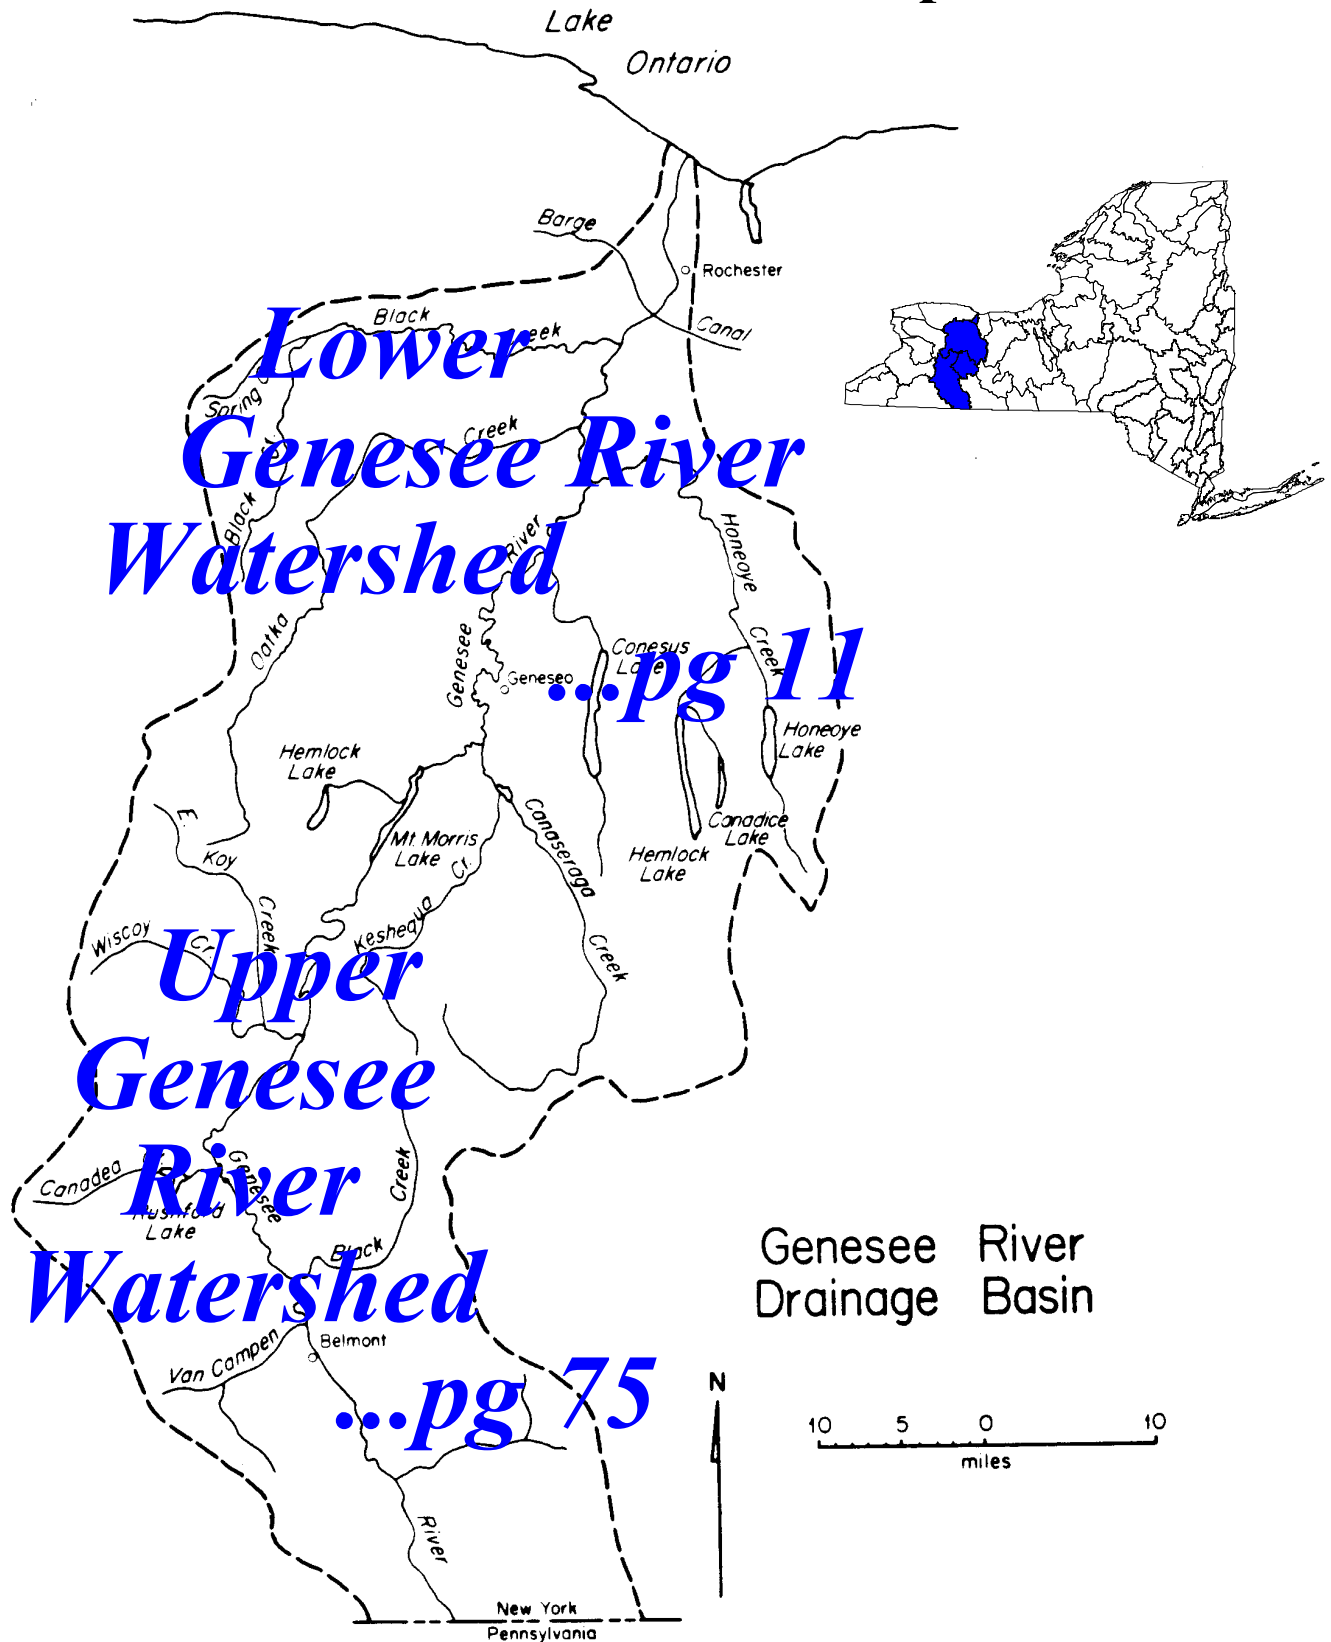 Lake
Ontario
Barge
Rochester
Canal
Black
Lower
Spring
Creek
Genesee River
Black
River
Honeoye
Watershed
Oatka
Genesee
Creek
Conesus
Lake
Geneseo
...pg 11
Honeoye
Lake
Hemlock
Lake
E.
Koy
Creek
Mt. Morris
Lake
Canaseraga
Creek
Canadice
Lake
Hemlock
Lake
Keshequa Cr.
Wiscoy Cr.
Upper
Genesee
River
Canadea
Genesee
Rushford
Lake
Black
Creek
Watershed
Van Campen
Belmont
...pg 75
River
Genesee River
Drainage Basin
N
10 5 0 10
miles
New York
Pennsylvania